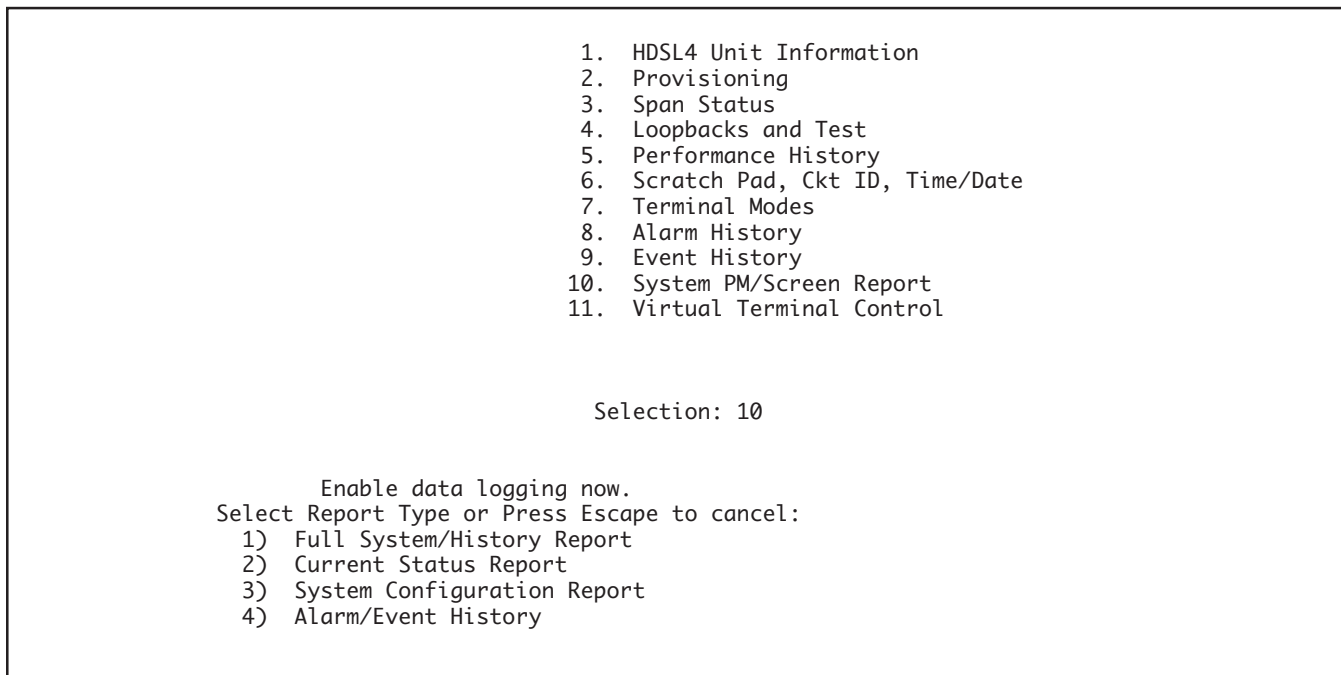 1. HDSL4 Unit Information
2. Provisioning
3. Span Status
4. Loopbacks and Test
5. Performance History
6. Scratch Pad, Ckt ID, Time/Date
7. Terminal Modes
8. Alarm History
9. Event History
10. System PM/Screen Report
11. Virtual Terminal Control
Selection: 10
Enable data logging now.
Select Report Type or Press Escape to cancel:
1) Full System/History Report
2) Current Status Report
3) System Configuration Report
4) Alarm/Event History